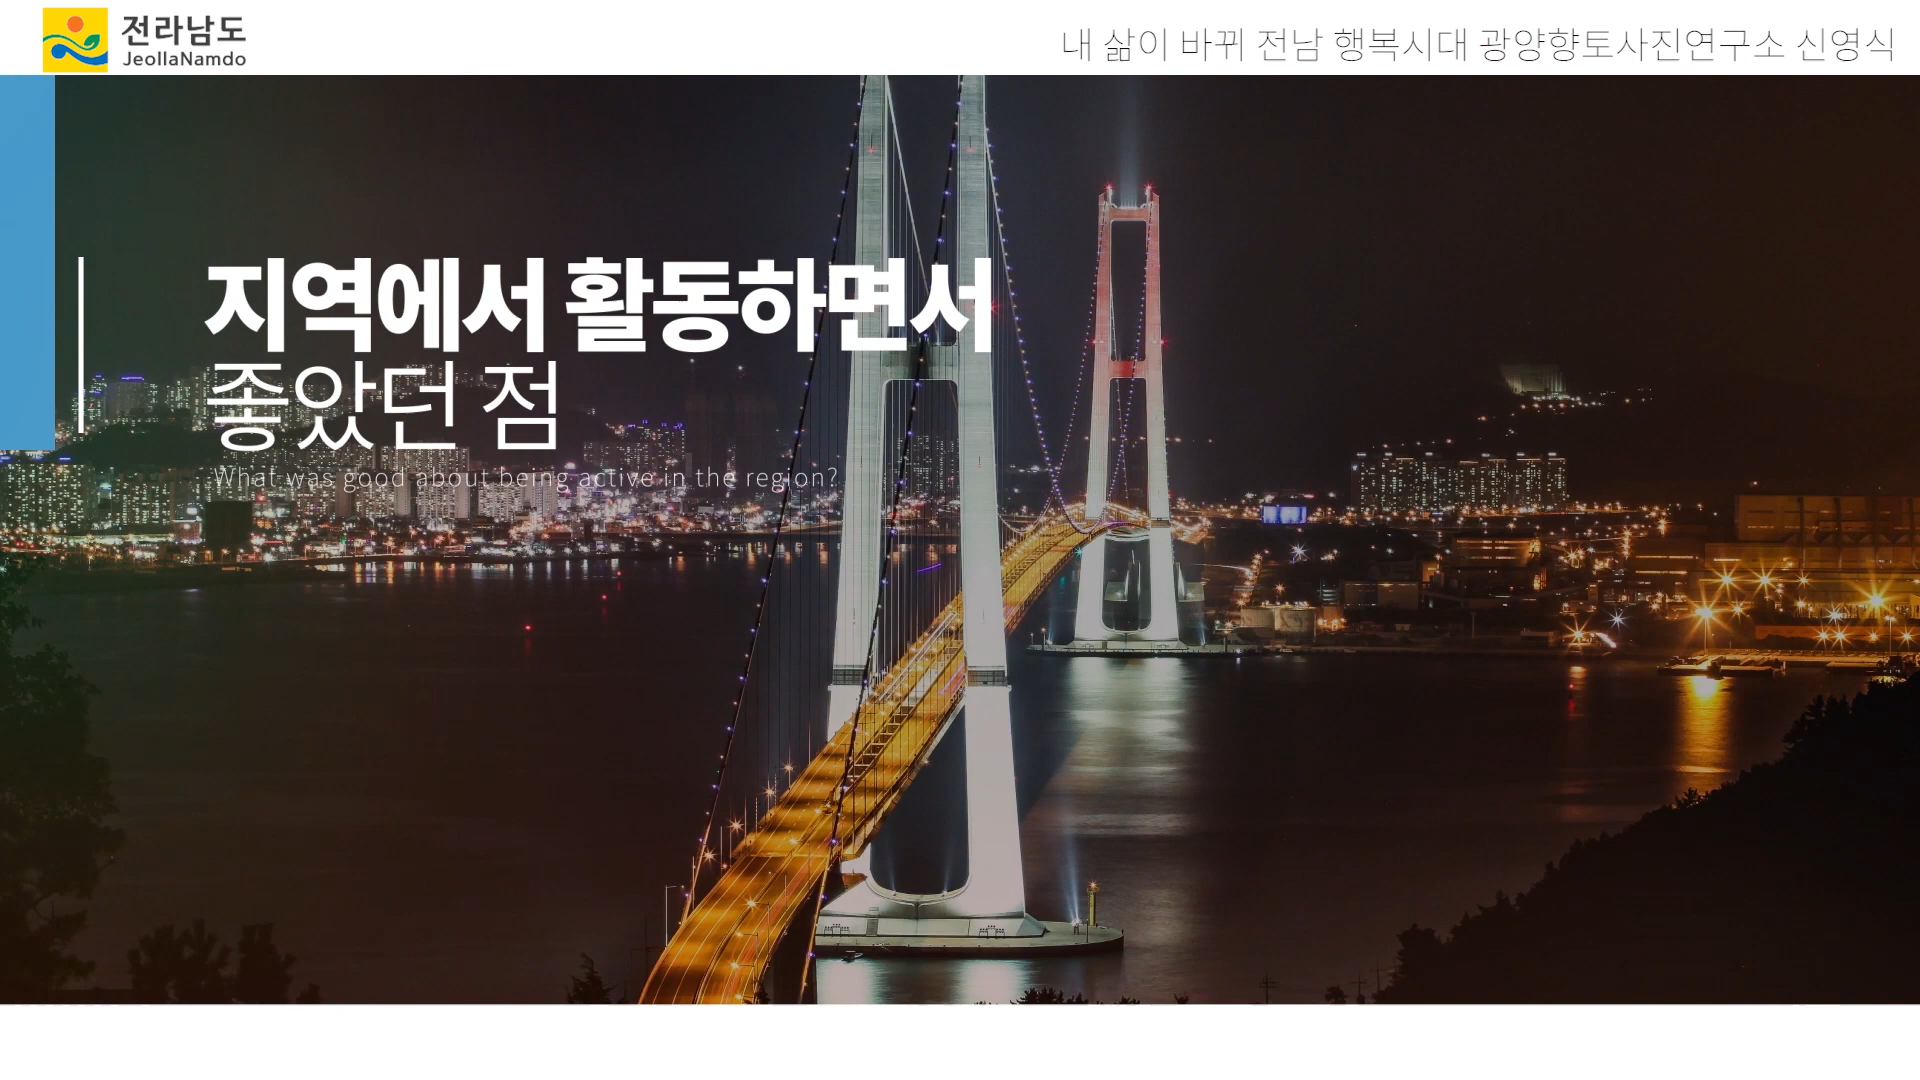 전라남도
JeollaNamdo
내 삶이 바뀌 전남 행복시대 광양향토사진연구소 신영식
지역에서 활동하면서
좋았던 점
What was good about being active in the region?